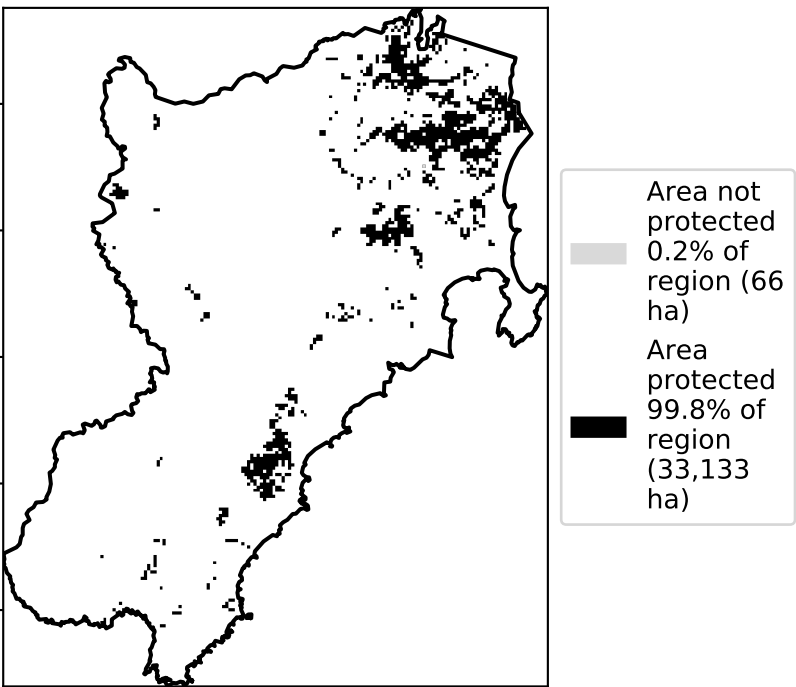 Area not
protected
0.2% of
region (66
ha)
Area
protected
99.8% of
region
(33,133
ha)